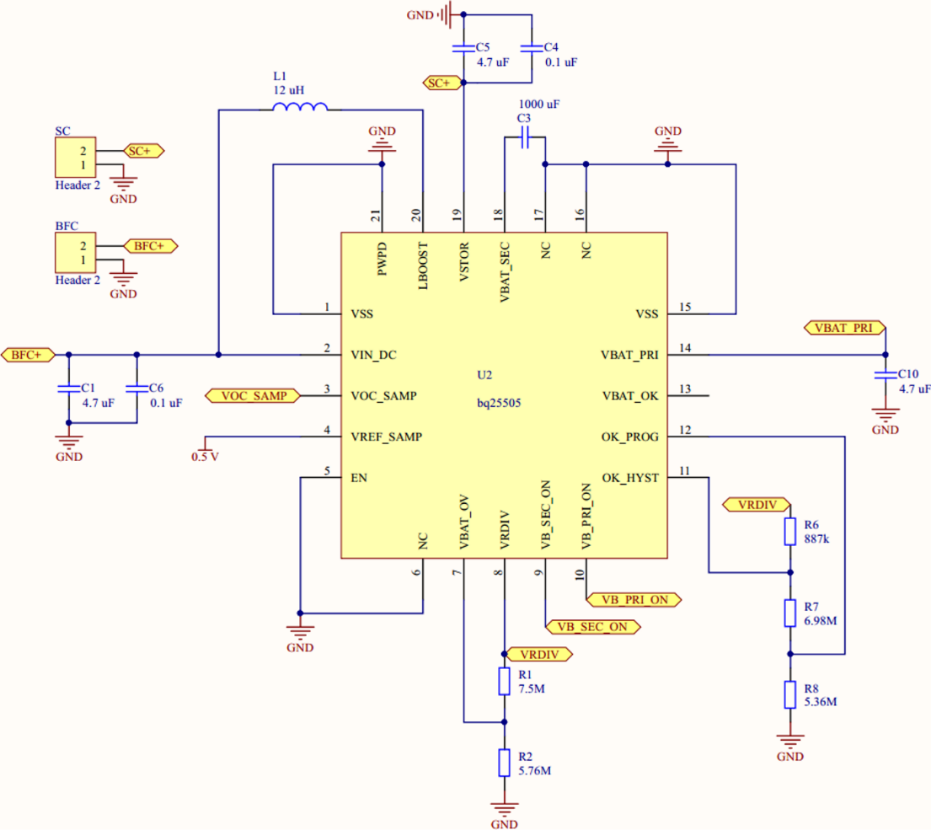 GND
C5
4.7 uF
C4
0.1 uF
SC+
L1
12 uH
1000 uF
C3
GND
GND
SC
2
1
SC+
Header 2
GND
BFC
2
1
BFC+
Header 2
GND
21
20
19
18
17
16
PWPD
LBOOST
VSTOR
VBAT_SEC
NC
NC
1
VSS
VSS
15
BFC+
2
VIN_DC
VBAT_PRI
14
VBAT PRI
C1
4.7 uF
C6
0.1 uF
GND
C10
4.7 uF
GND
U2
bq25505
VOC_SAMP
3
VOC_SAMP
VBAT_OK
13
0.5 V
4
VREF_SAMP
OK_PROG
12
5
EN
OK_HYST
11
NC
VBAT_OV
VRDIV
VB_SEC_ON
VB_PRI_ON
6
7
8
9
10
GND
VB_PRI_ON
VB_SEC_ON
VRDIV
R1
7.5M
R2
5.76M
GND
VRDIV
R6
887k
R7
6.98M
R8
5.36M
GND